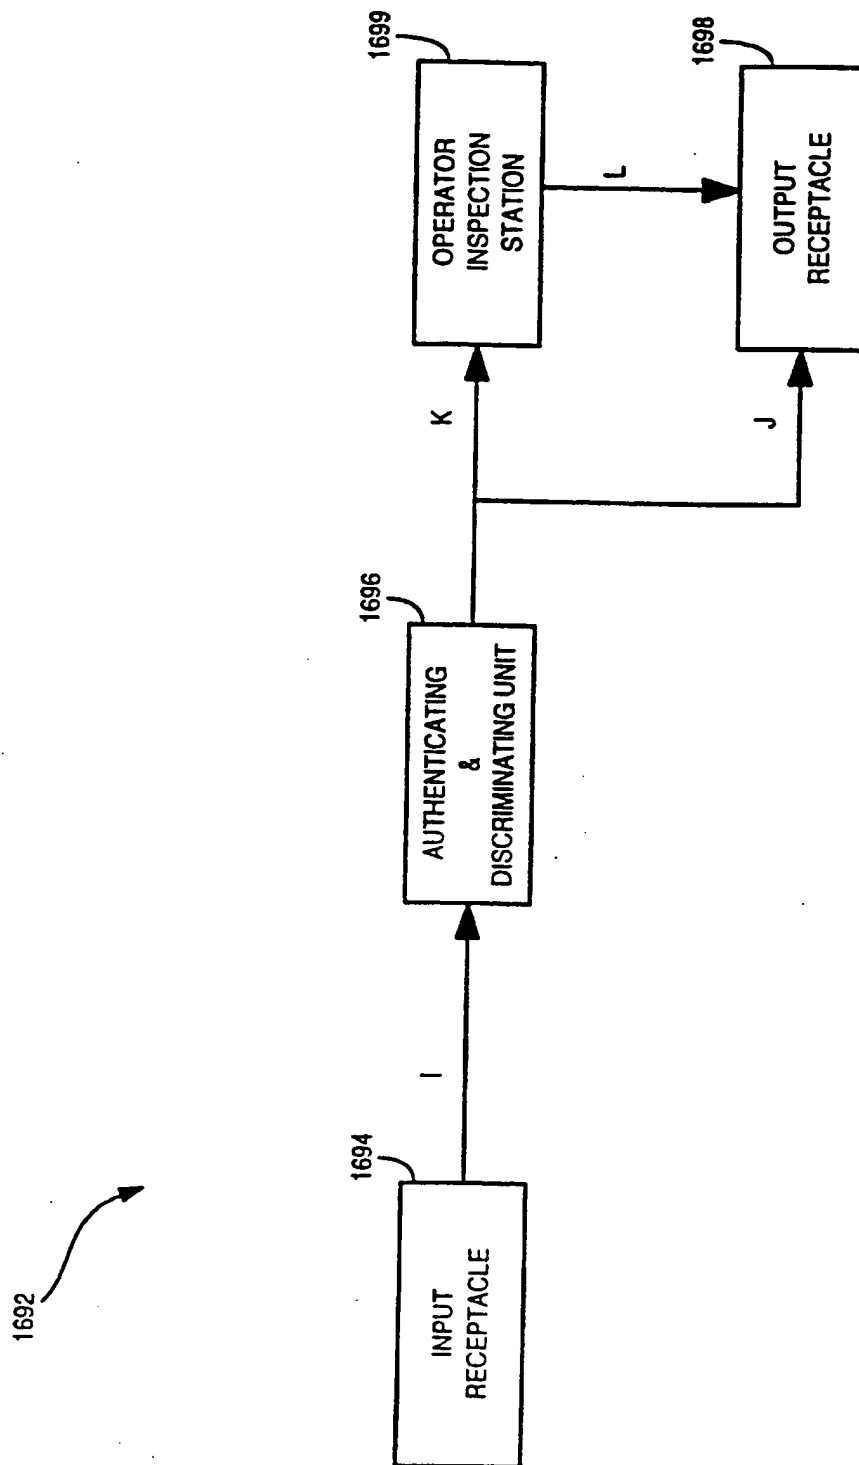 1692
1694
INPUT
RECEPTACLE
I
1696
AUTHENTICATING
&
DISCRIMINATING UNIT
K
J
1699
OPERATOR
INSPECTION
STATION
L
1698
OUTPUT
RECEPTACLE